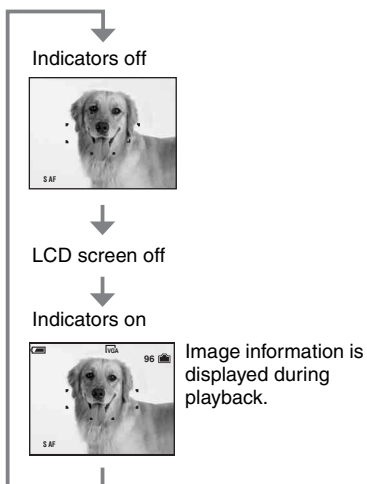 Indicators off
S AF
LCD screen off
Indicators on
VGA
96
S AF
Image information is
displayed during
playback.